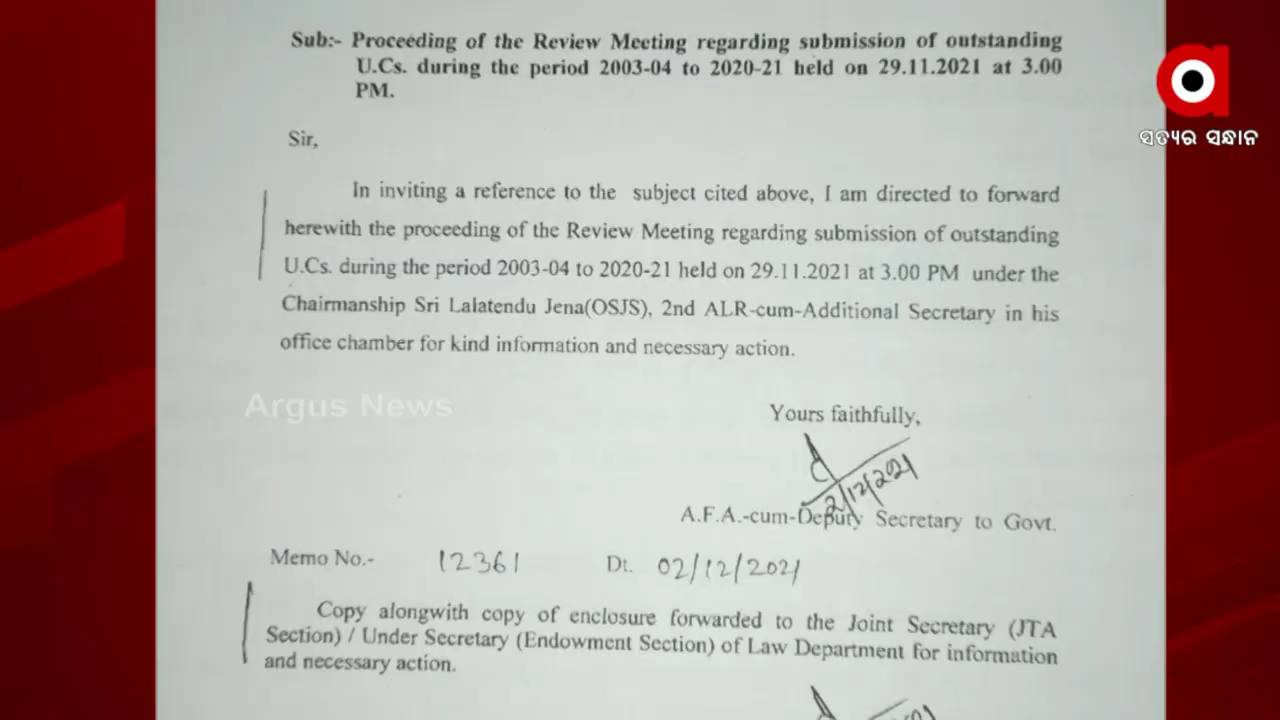 Sub:- Proceeding of the Review Meeting regarding submission of outstanding
U.Cs. during the period 2003-04 to 2020-21 held on 29.11.2021 at 3.00
PM.
ସତ୍ୟର ସନ୍ଧାନ
Sir,
In inviting a reference to the subject cited above, I am directed to forward
herewith the proceeding of the Review Meeting regarding submission of outstanding
U.Cs. during the period 2003-04 to 2020-21 held on 29.11.2021 at 3.00 PM under the
Chairmanship Sri Lalatendu Jena(OSJS), 2nd ALR-cum-Additional Secretary in his
office chamber for kind information and necessary action.
Argus News
Yours faithfully,
2/12/2021
A.F.A.-cum-Deputy Secretary to Govt.
Memo No.- 12361 Dt. 02/12/2021
Copy alongwith copy of enclosure forwarded to the Joint Secretary (JTA
Section) / Under Secretary (Endowment Section) of Law Department for information
and necessary action.